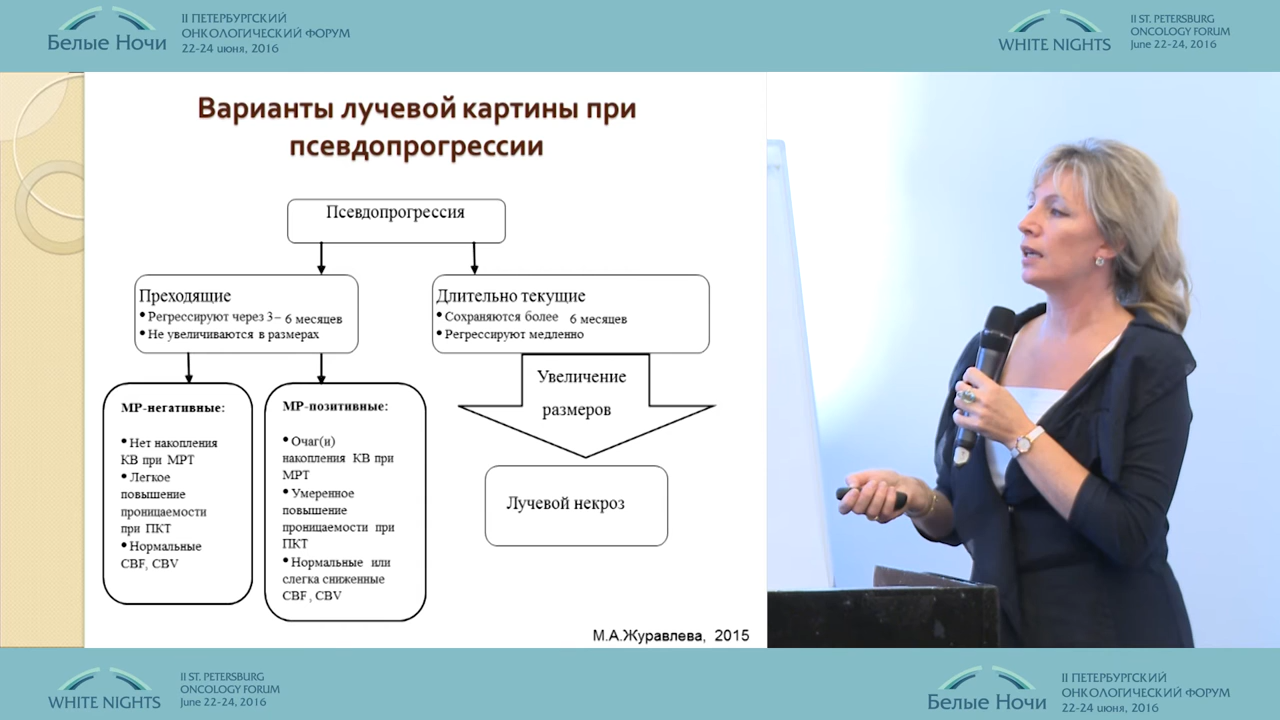 II ПЕТЕРБУРГСКИЙ
ОНКОЛОГИЧЕСКИЙ ФОРУМ
Белые Ночи
22-24 июня, 2016
II ST. PETERSBURG
ONCOLOGY FORUM
WHITE NIGHTS
June 22-24, 2016
Варианты лучевой картины при
псевдопрогрессии
Псевдопрогрессия
Преходящие
• Регрессируют через 3– 6 месяцев
• Не увеличиваются в размерах
Длительно текущие
• Сохраняются более 6 месяцев
• Регрессируют медленно
МР-негативные:
• Нет накопления
КВ при МРТ
• Легкое
повышение
проницаемости
при ПКТ
• Нормальные
CBF, CBV
МР-позитивные:
• Очаг(и)
накопления КВ при
МРТ
• Умеренное
повышение
проницаемости при
ПКТ
• Нормальные или
слегка сниженные
CBF , CBV
Увеличение
размеров
Лучевой некроз
М.А.Журавлева, 2015
II ST. PETERSBURG
ONCOLOGY FORUM
WHITE NIGHTS
June 22-24, 2016
II ПЕТЕРБУРГСКИЙ
ОНКОЛОГИЧЕСКИЙ ФОРУМ
Белые Ночи
22-24 июня, 2016